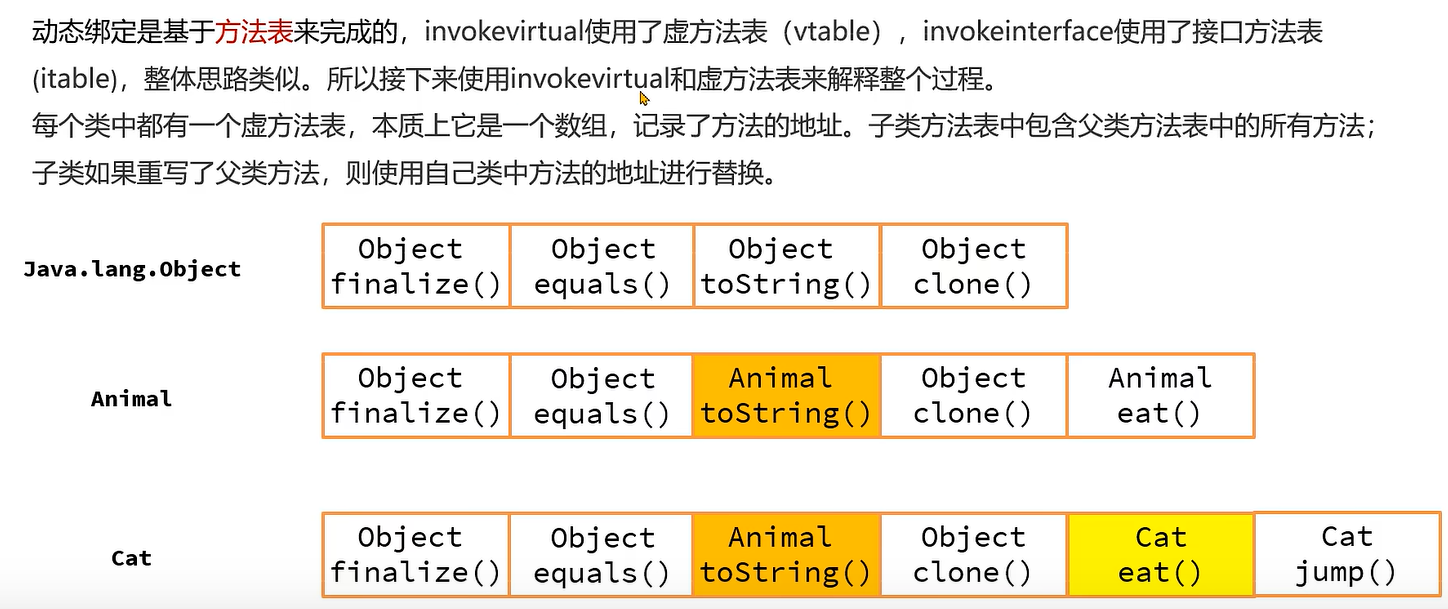 动态绑定是基于方法表来完成的，invokevirtual使用了虚方法表（vtable），invokeinterface使用了接口方法表
(itable)，整体思路类似。所以接下来使用invokevirtual和虚方法表来解释整个过程。
每个类中都有一个虚方法表，本质上它是一个数组，记录了方法的地址。子类方法表中包含父类方法表中的所有方法；
子类如果重写了父类方法，则使用自己类中方法的地址进行替换。
Java.lang.Object
Object
finalize()
Object
equals()
Object
toString()
Object
clone()
Animal
Object
finalize()
Object
equals()
Animal
toString()
Object
clone()
Animal
eat()
Cat
Object
finalize()
Object
equals()
Animal
toString()
Object
clone()
Cat
eat()
Cat
jump()